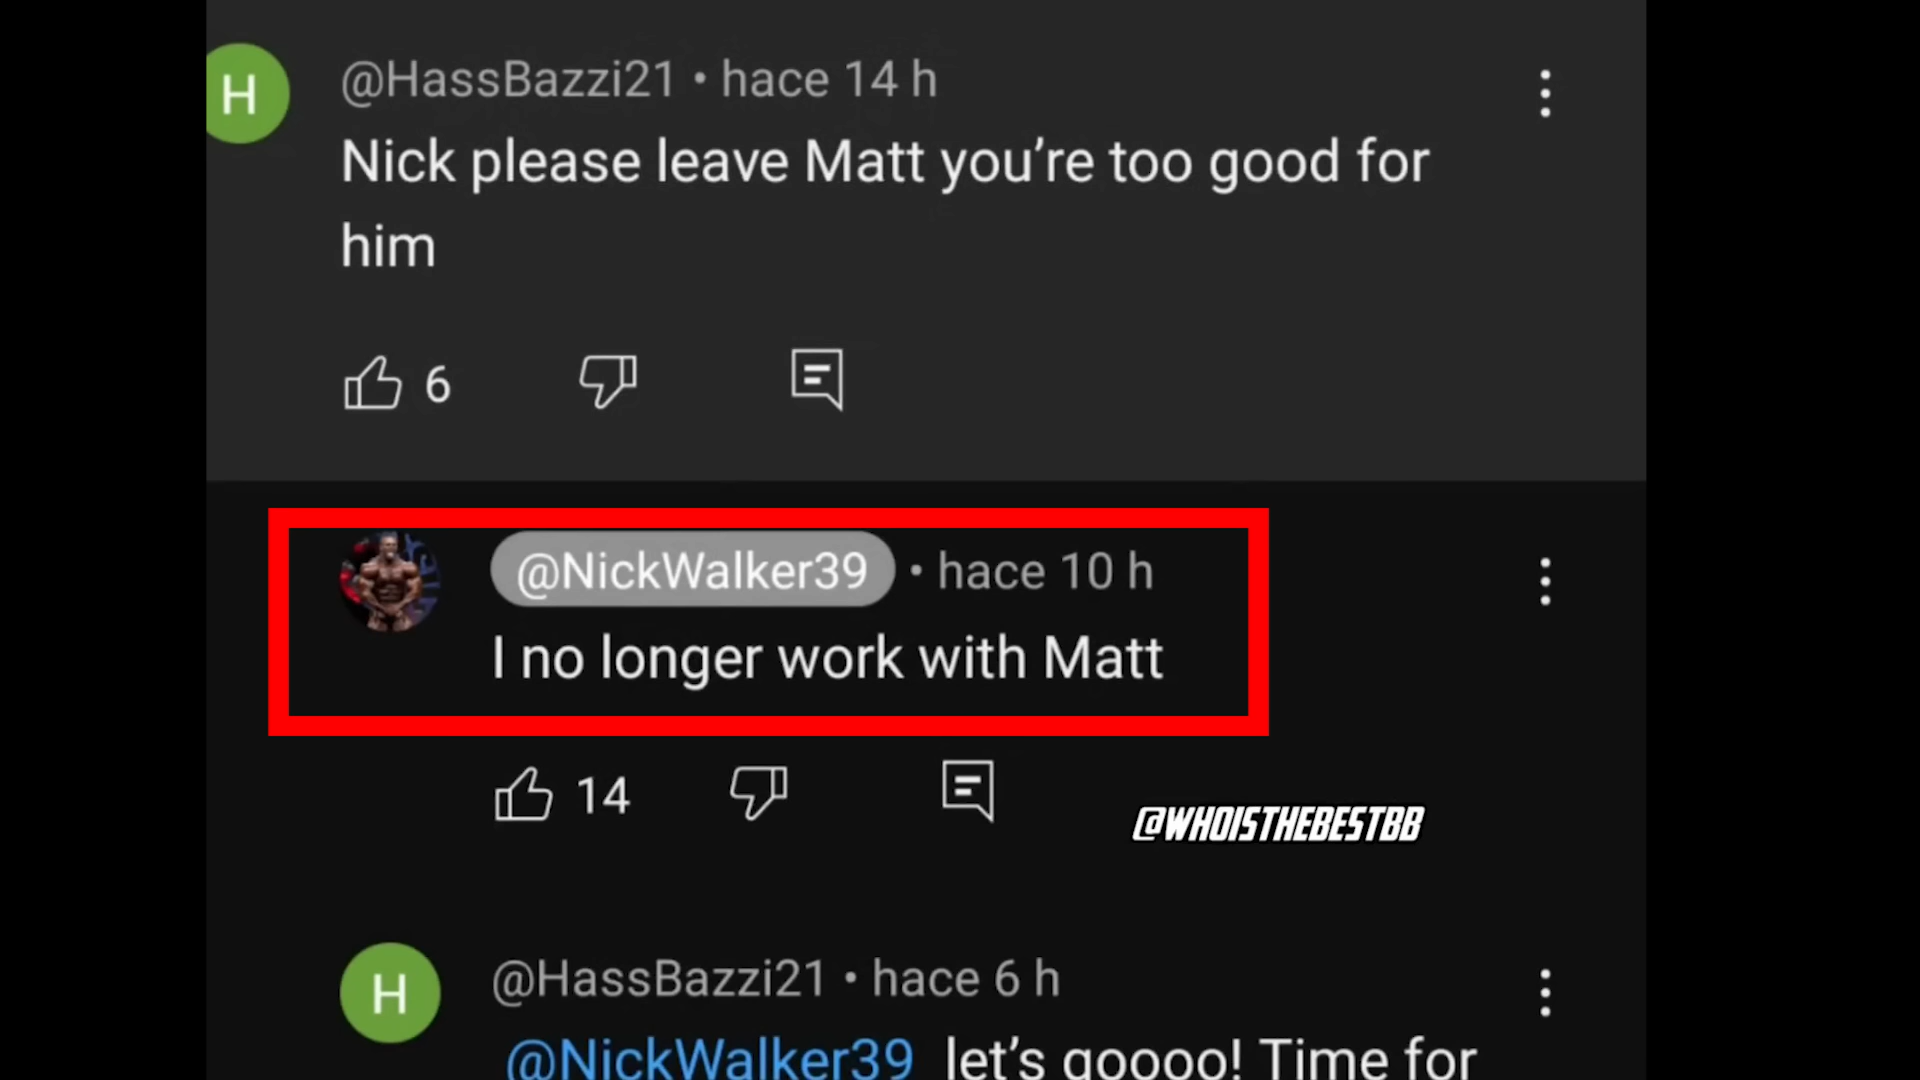 H
@HassBazzi21 • hace 14 h
Nick please leave Matt you’re too good for
him
6
@NickWalker39 • hace 10 h
I no longer work with Matt
14
@WHOISTHEBESTBB
H
@HassBazzi21 • hace 6 h
@NickWalker39 let’s goooo! Time for